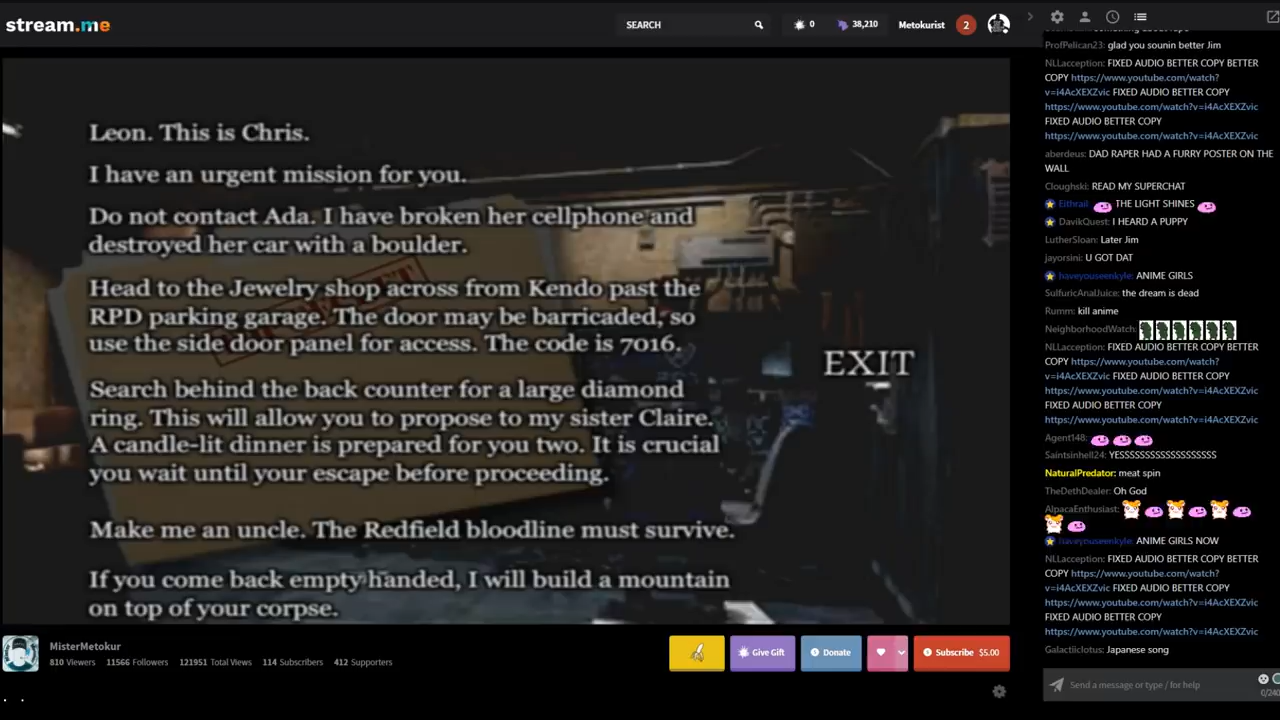 stream.me
SEARCH
0
38,210
Metokurist
2
Leon. This is Chris.
I have an urgent mission for you.
Do not contact Ada. I have broken her cellphone and
destroyed her car with a boulder.
Head to the Jewelry shop across from Kendo past the
RPD parking garage. The door may be barricaded, so
use the side door panel for access. The code is 7016.
Search behind the back counter for a large diamond
ring. This will allow you to propose to my sister Claire.
A candle-lit dinner is prepared for you two. It is crucial
you wait until your escape before proceeding.
Make me an uncle. The Redfield bloodline must survive.
If you come back empty handed, I will build a mountain
on top of your corpse.
EXIT
MisterMetokur
810 Viewers 11566 Followers 121951 Total Views 114 Subscribers 412 Supporters
Give Gift
Donate
Subscribe $5.00
ProfPelican23: glad you sounin better Jim
NLLacception: FIXED AUDIO BETTER COPY BETTER
COPY https://www.youtube.com/watch?
v=i4AcXEXZvic FIXED AUDIO BETTER COPY
https://www.youtube.com/watch?v=i4AcXEXZvic
FIXED AUDIO BETTER COPY
https://www.youtube.com/watch?v=i4AcXEXZvic
aberdeus: DAD RAPER HAD A FURRY POSTER ON THE
WALL
Cloughski: READ MY SUPERCHAT
Eithrail: THE LIGHT SHINES
DavikQuest: I HEARD A PUPPY
LutherSloan: Later Jim
jayorsini: U GOT DAT
haveyouseenkyle: ANIME GIRLS
SulfuricAnalJuice: the dream is dead
Rumm: kill anime
NeighborhoodWatch:
NLLacception: FIXED AUDIO BETTER COPY BETTER
COPY https://www.youtube.com/watch?
v=i4AcXEXZvic FIXED AUDIO BETTER COPY
https://www.youtube.com/watch?v=i4AcXEXZvic
FIXED AUDIO BETTER COPY
https://www.youtube.com/watch?v=i4AcXEXZvic
Agent148:
Saintsinhell24: YESSSSSSSSSSSSSSSSSSS
NaturalPredator: meat spin
TheDethDealer: Oh God
AlpacaEnthusiast:
haveyouseenkyle: ANIME GIRLS NOW
NLLacception: FIXED AUDIO BETTER COPY BETTER
COPY https://www.youtube.com/watch?
v=i4AcXEXZvic FIXED AUDIO BETTER COPY
https://www.youtube.com/watch?v=i4AcXEXZvic
FIXED AUDIO BETTER COPY
https://www.youtube.com/watch?v=i4AcXEXZvic
Galactiiclotus: Japanese song
Send a message or type / for help
0/240